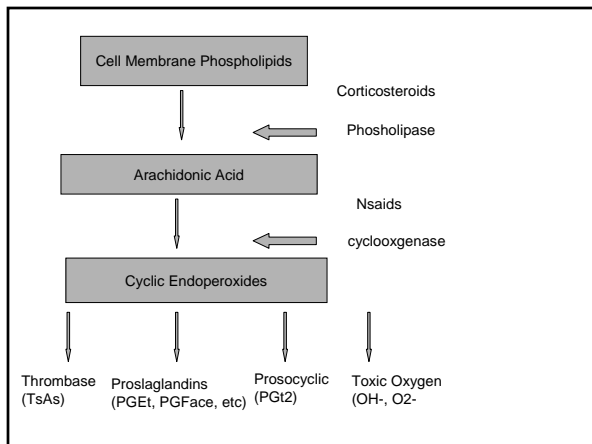 Cell Membrane Phospholipids
Corticosteroids
Phosholipase
Arachidonic Acid
Nsaids
cyclooxgenase
Cyclic Endoperoxides
Thrombase
(TsAs)
Proslaglandins
(PGEt, PGFace, etc)
Prosocyclic
(PGt2)
Toxic Oxygen
(OH-, O2-